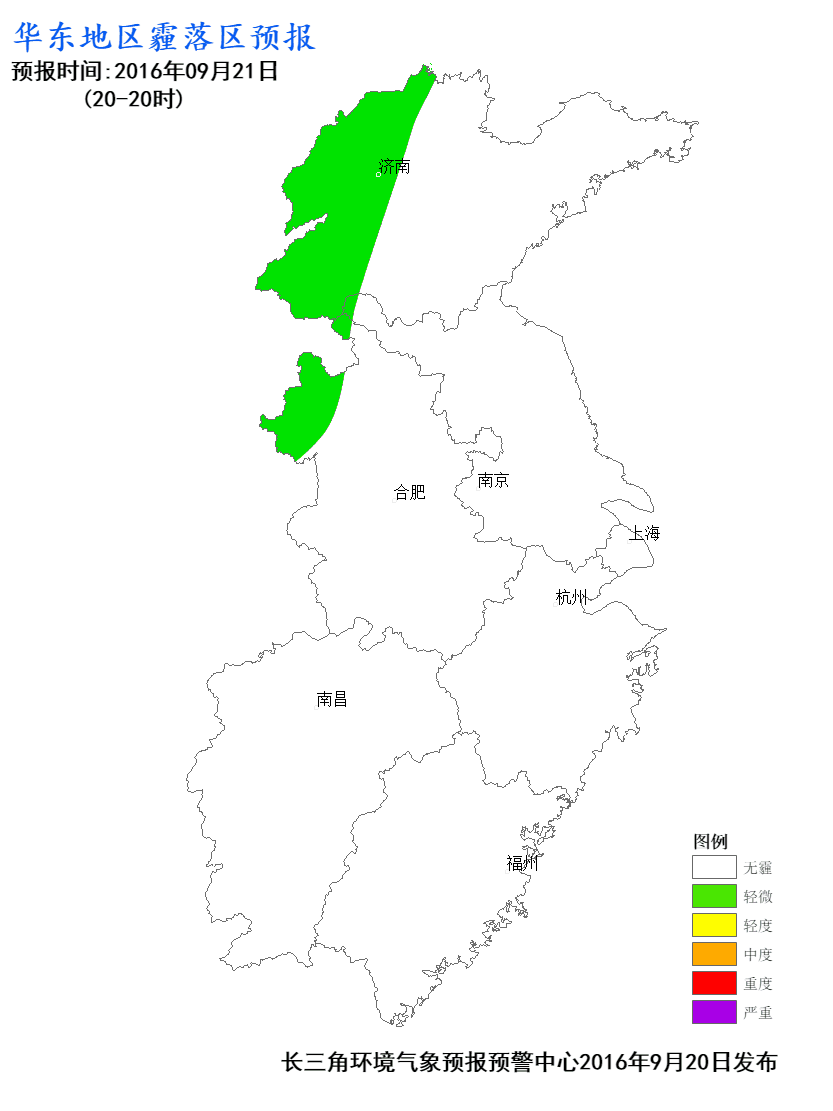 华东地区霾落区预报
预报时间:2016年09月21日
(20-20时)
济南
南京
合肥
上海
杭州
南昌
福州
图例
无霾
轻微
轻度
中度
重度
严重
长三角环境气象预报预警中心2016年9月20日发布